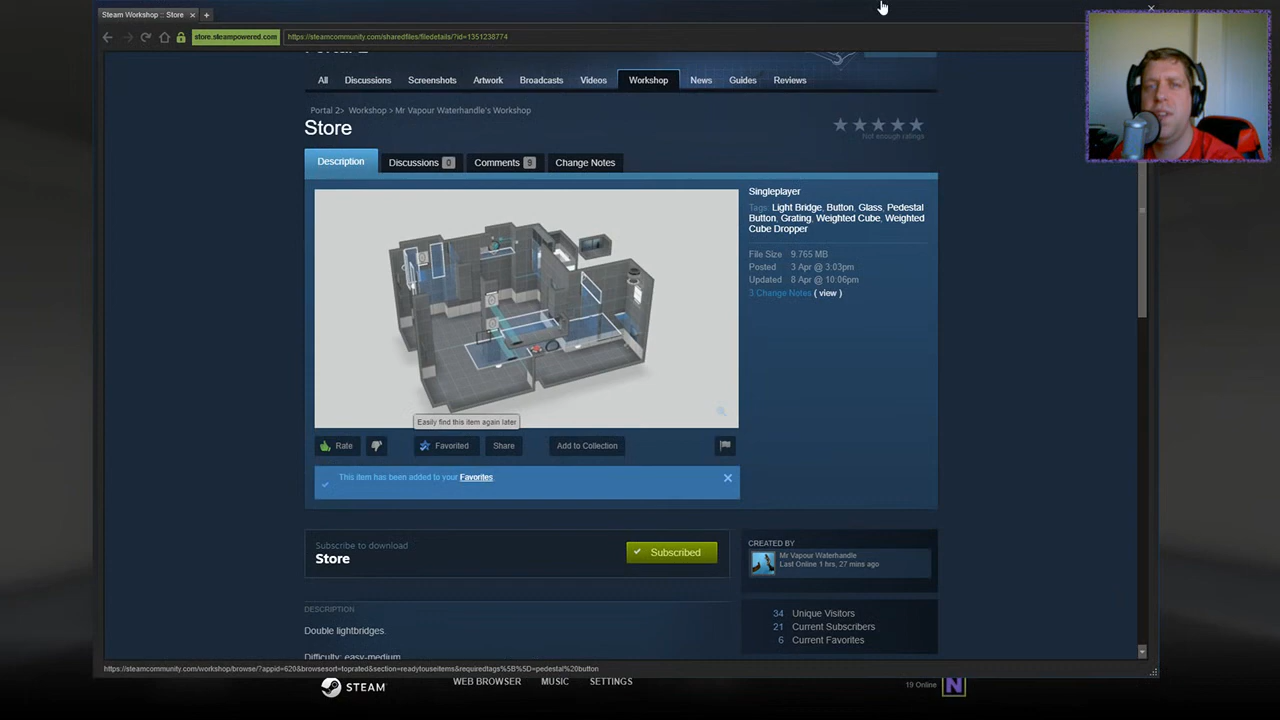 Steam Workshop :: Store
store.steampowered.com
https://steamcommunity.com/sharedfiles/filedetails/?id=1351238774
All Discussions Screenshots Artwork Broadcasts Videos Workshop News Guides Reviews
Portal 2> Workshop > Mr Vapour Waterhandle's Workshop
Store
Not enough ratings
Description Discussions 0 Comments 9 Change Notes
Singleplayer
Tags: Light Bridge, Button, Glass, Pedestal
Button, Grating, Weighted Cube, Weighted
Cube Dropper
File Size 9.765 MB
Posted 3 Apr @ 3:03pm
Updated 8 Apr @ 10:06pm
3 Change Notes ( view )
Easily find this item again later
Rate Favorited Share Add to Collection
This item has been added to your Favorites.
Subscribe to download
Store
Subscribed
CREATED BY
Mr Vapour Waterhandle
Last Online 1 hrs, 27 mins ago
DESCRIPTION
Double lightbridges.
Difficulty: easy-medium
34 Unique Visitors
21 Current Subscribers
6 Current Favorites
https://steamcommunity.com/workshop/browse/?appid=620&browsesort=toprated&section=readytouseitems&requiredtags%5B%5D=pedestal%20button
STEAM
WEB BROWSER MUSIC SETTINGS
19 Online
N